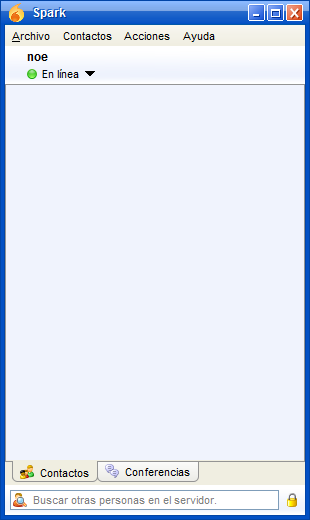 Spark
Archivo Contactos Acciones Ayuda
noe
En línea
Contactos Conferencias
Buscar otras personas en el servidor.